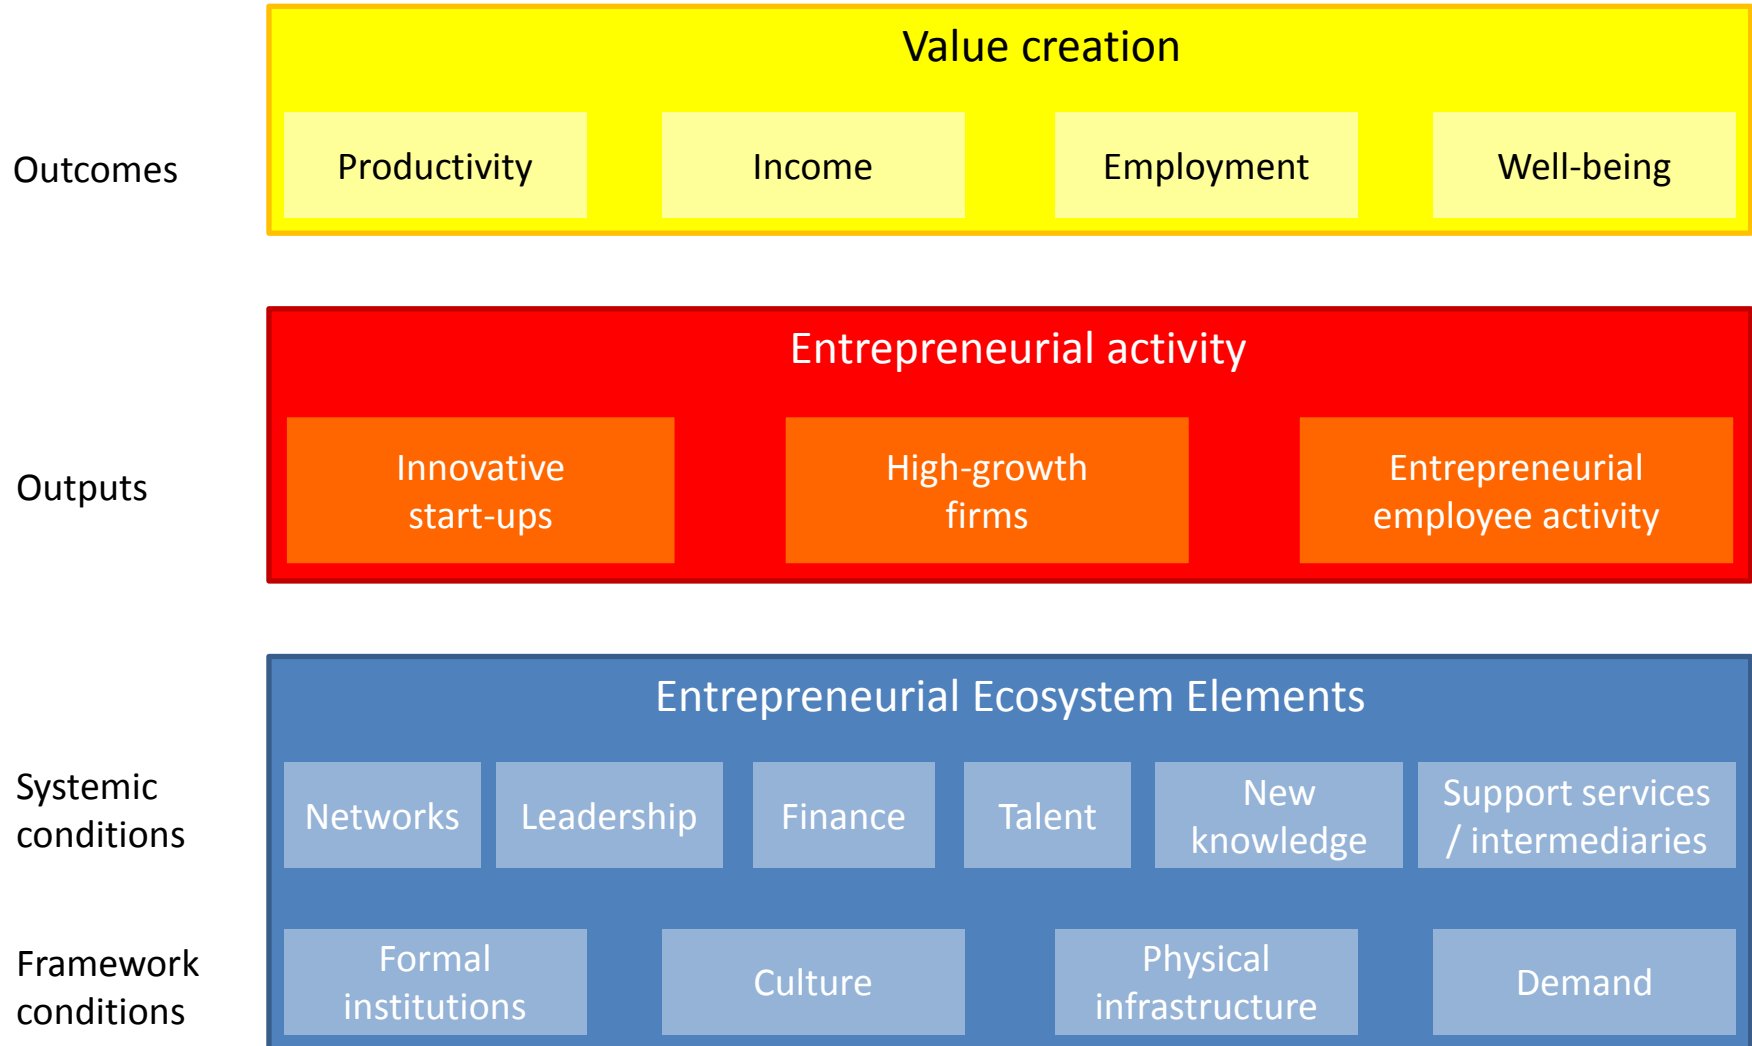 Value creation
Outcomes
Productivity
Income
Employment
Well-being
Entrepreneurial activity
Outputs
Innovative
start-ups
High-growth
firms
Entrepreneurial
employee activity
Entrepreneurial Ecosystem Elements
Systemic
conditions
Networks
Leadership
Finance
Talent
New
knowledge
Support services
/ intermediaries
Framework
conditions
Formal
institutions
Culture
Physical
infrastructure
Demand